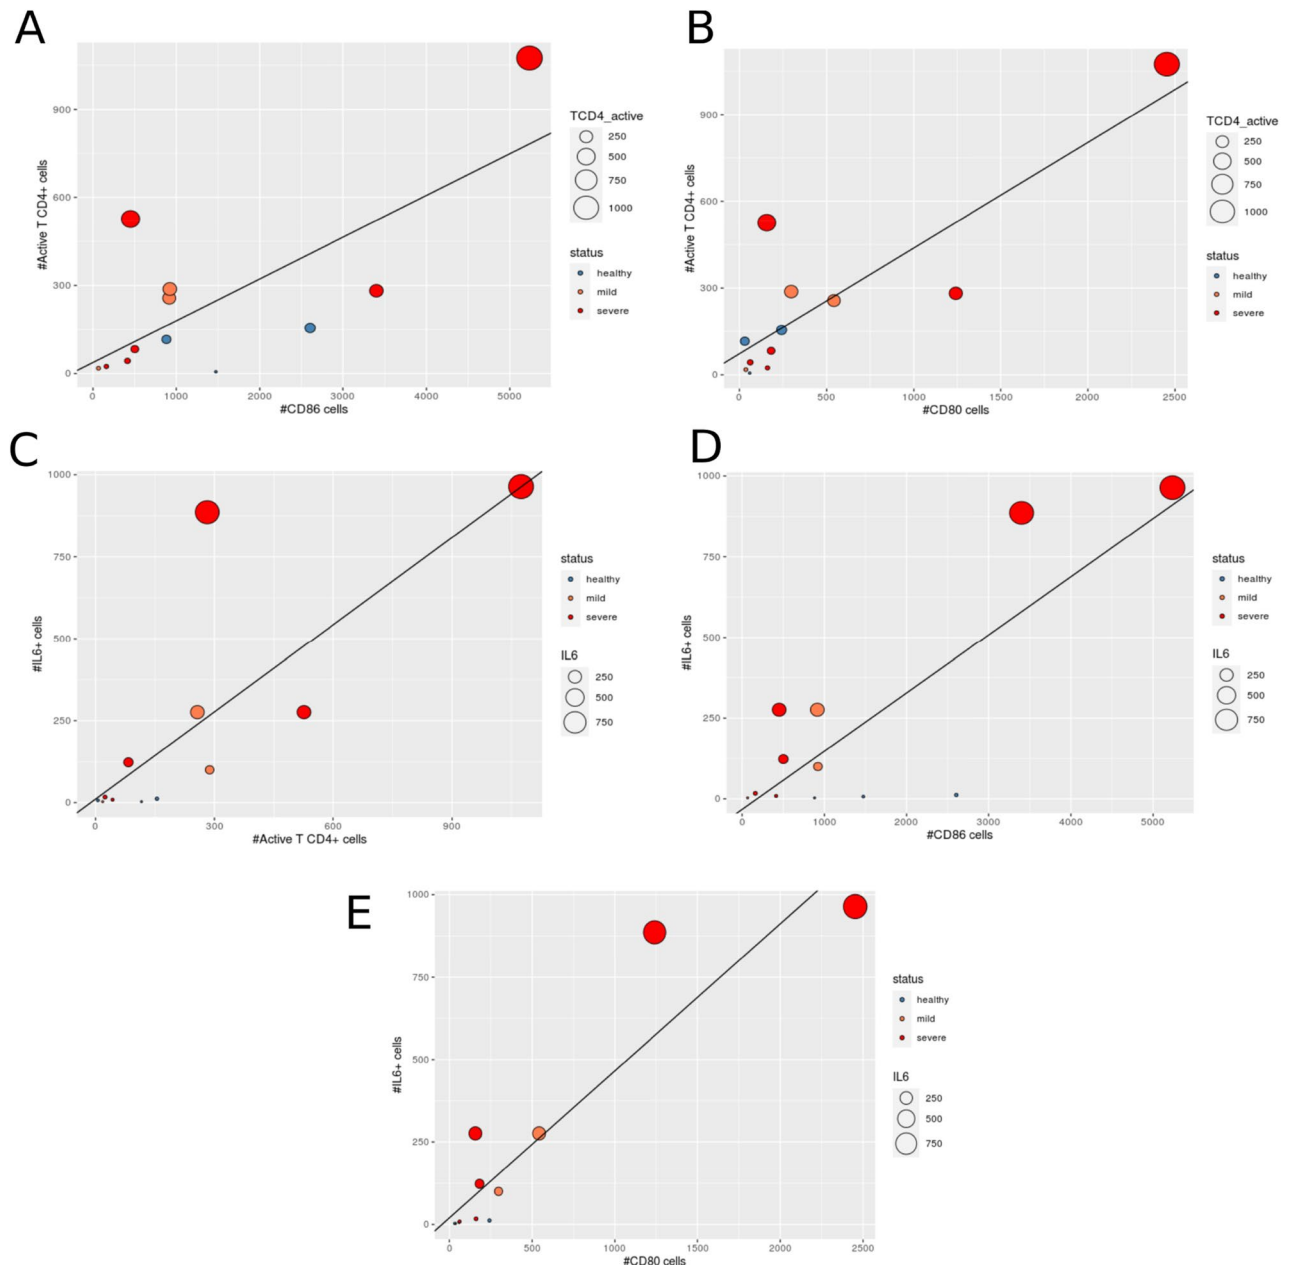 A
#Active T CD4+ cells
900
600
300
0
0 1000 2000 3000 4000 5000
#CD86 cells
TCD4_active
250
500
750
1000
status
healthy
mild
severe
B
#Active T CD4+ cells
900
600
300
0
0 500 1000 1500 2000 2500
#CD80 cells
TCD4_active
250
500
750
1000
status
healthy
mild
severe
C
#IL6+ cells
1000
750
500
250
0
0 300 600 900
#Active T CD4+ cells
status
healthy
mild
severe
IL6
250
500
750
D
#IL6+ cells
1000
750
500
250
0
0 1000 2000 3000 4000 5000
#CD86 cells
status
healthy
mild
severe
IL6
250
500
750
E
#IL6+ cells
1000
750
500
250
0
0 500 1000 1500 2000 2500
#CD80 cells
status
healthy
mild
severe
IL6
250
500
750